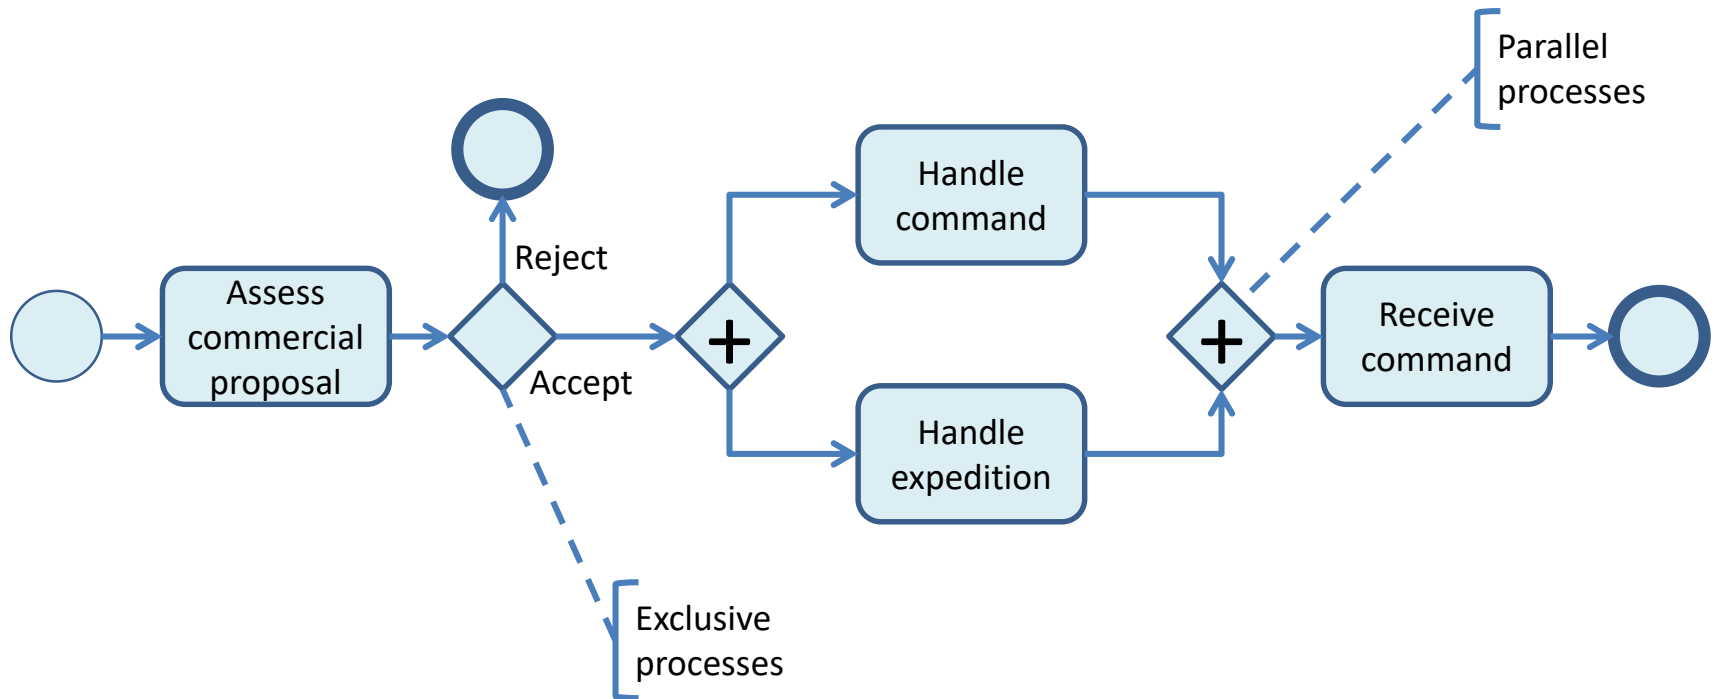 Parallel
processes
Handle
command
Reject
Assess
commercial
proposal
Accept
Receive
command
Handle
expedition
Exclusive
processes